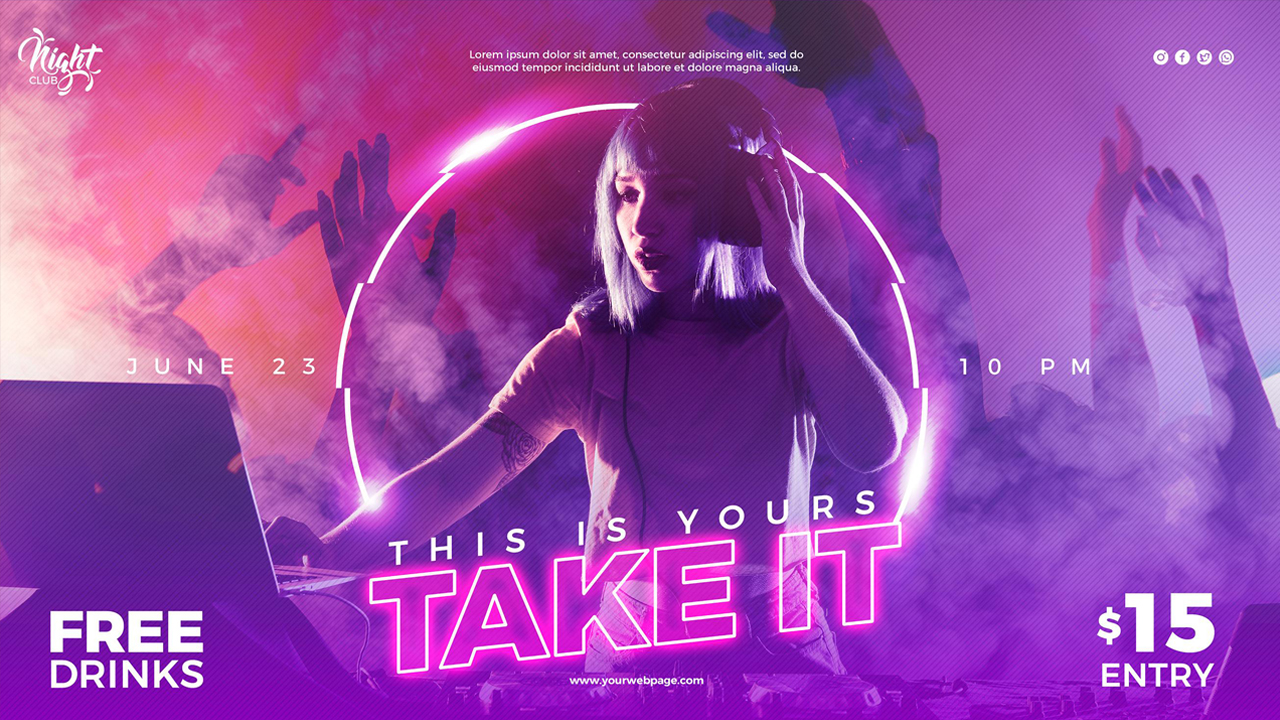 Night
CLUB
Lorem ipsum dolor sit amet, consectetur adipiscing elit, sed do
eiusmod tempor incididunt ut labore et dolore magna aliqua.
JUNE 23
10 PM
THIS IS YOURS
TAKE IT
FREE
DRINKS
$15
ENTRY
www.yourwebpage.com